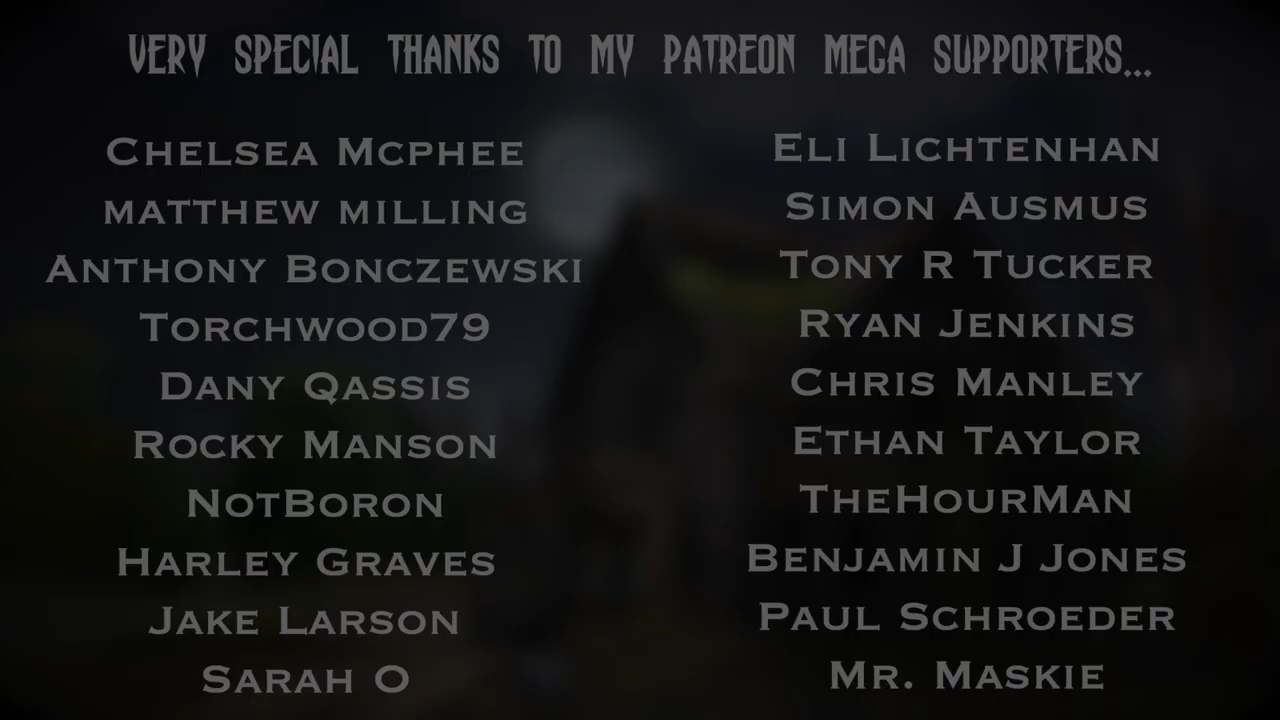 VERY SPECIAL THANKS TO MY PATREON MEGA SUPPORTERS...
Chelsea Mcphee
matthew milling
Anthony Bonczewski
Torchwood79
Dany Qassis
Rocky Manson
NotBoron
Harley Graves
Jake Larson
Sarah O
Eli Lichtenhan
Simon Ausmus
Tony R Tucker
Ryan Jenkins
Chris Manley
Ethan Taylor
TheHourMan
Benjamin J Jones
Paul Schroeder
Mr. Maskie